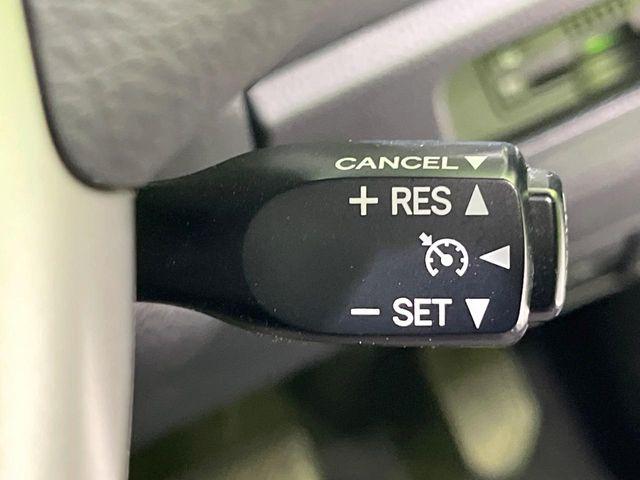 CANCEL▼
+ RES ▲
◀
− SET ▼